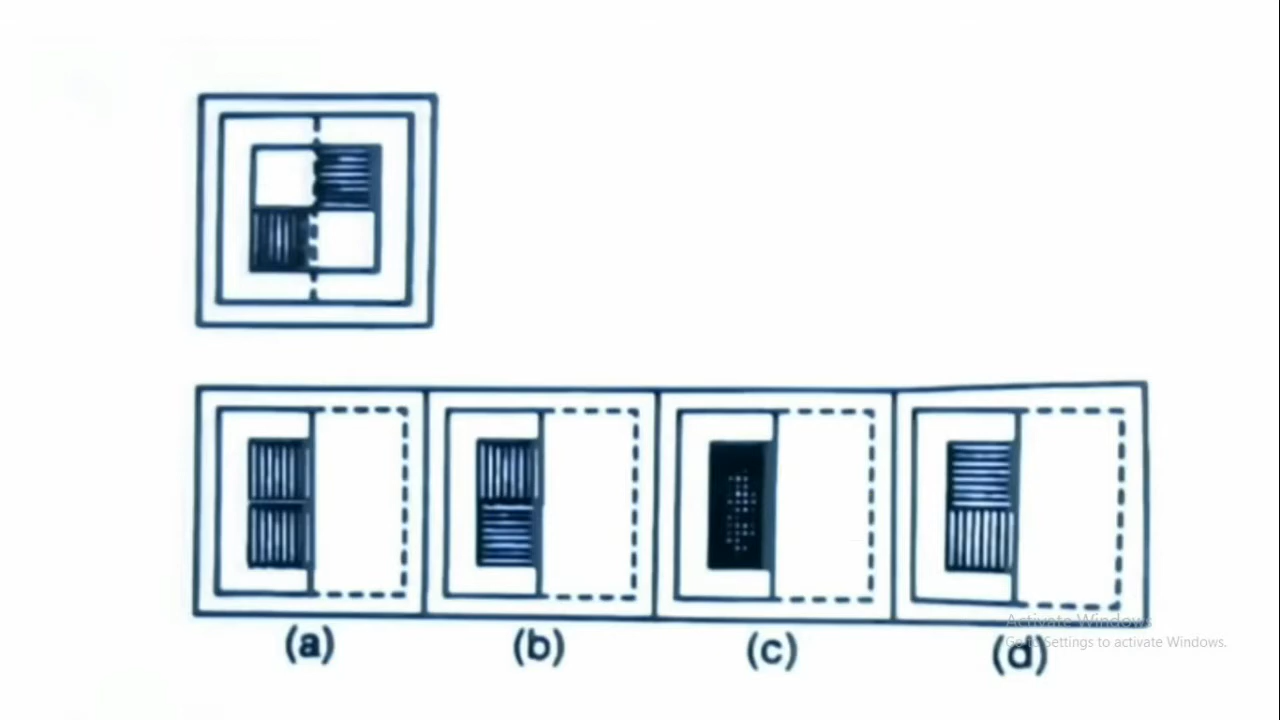 (a) (b) (c) (d)
Activate Windows
Go to Settings to activate Windows.